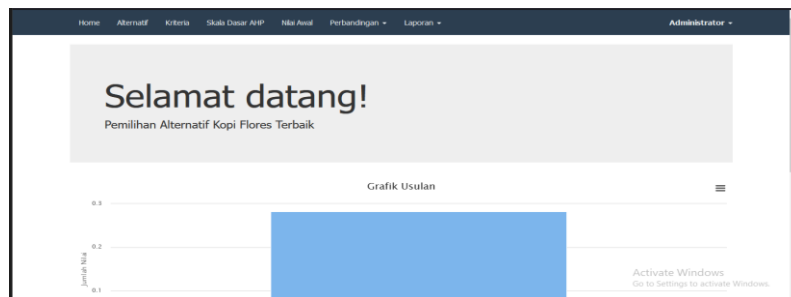 Home Alternatif Kriteria Skala Dasar AHP Nilai Awal Perbandingan Laporan Administrator
Selamat datang!
Pemilihan Alternatif Kopi Flores Terbaik
Grafik Usulan
0.3
0.2
0.1
Jumlah Nilai
Activate Windows
Go to Settings to activate Windows.